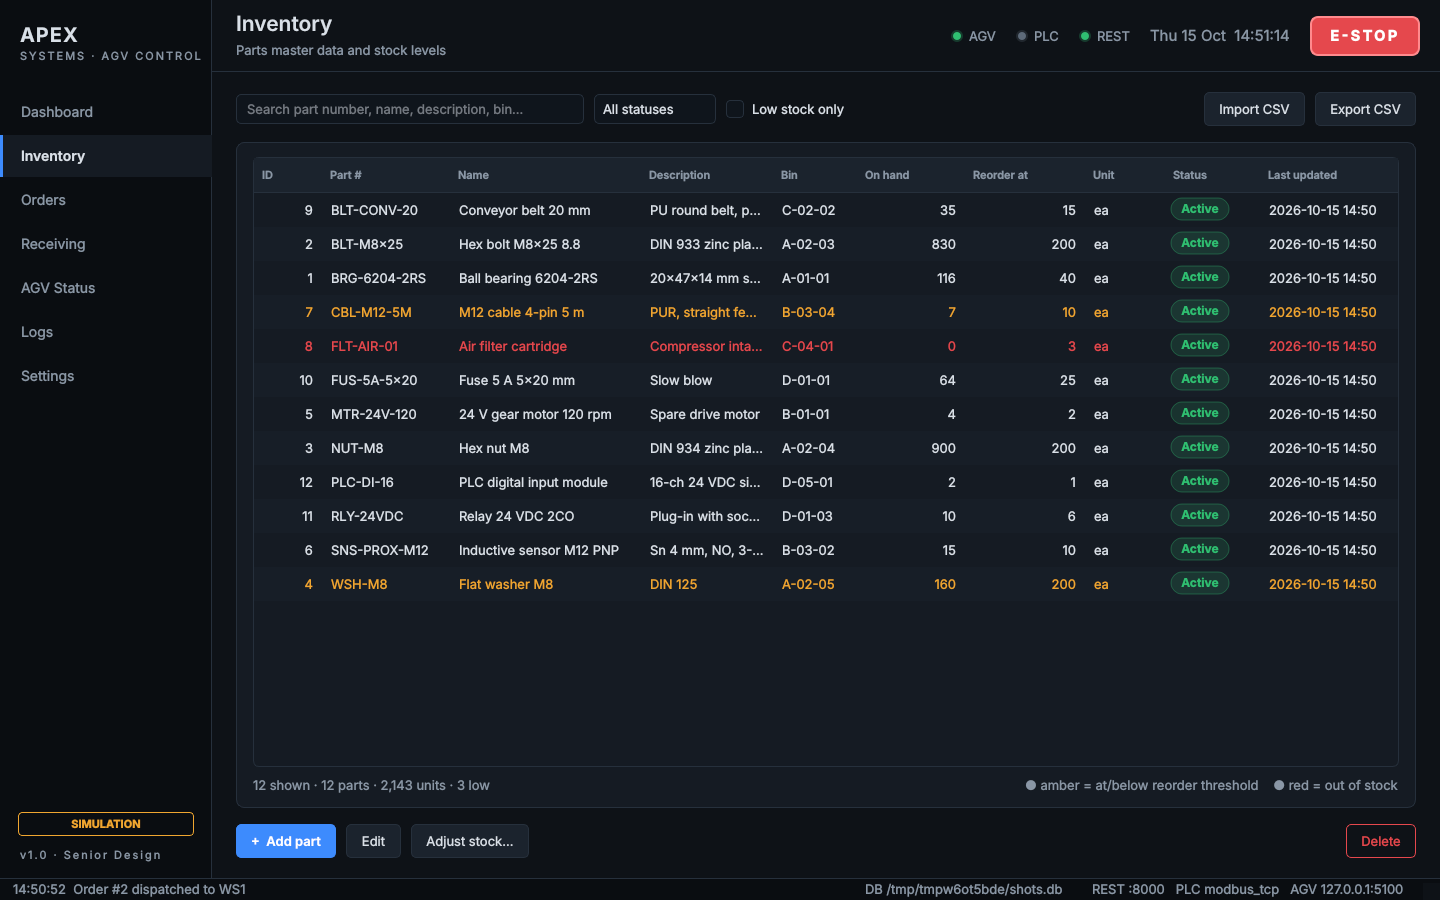 APEX
SYSTEMS · AGV CONTROL
Dashboard
Inventory
Orders
Receiving
AGV Status
Logs
Settings
SIMULATION
v1.0 · Senior Design
Inventory
Parts master data and stock levels
AGV PLC REST Thu 15 Oct 14:51:14 E-STOP
Search part number, name, description, bin... All statuses Low stock only Import CSV Export CSV
ID Part # Name Description Bin On hand Reorder at Unit Status Last updated
9 BLT-CONV-20 Conveyor belt 20 mm PU round belt, p... C-02-02 35 15 ea Active 2026-10-15 14:50
2 BLT-M8×25 Hex bolt M8×25 8.8 DIN 933 zinc pla... A-02-03 830 200 ea Active 2026-10-15 14:50
1 BRG-6204-2RS Ball bearing 6204-2RS 20×47×14 mm s... A-01-01 116 40 ea Active 2026-10-15 14:50
7 CBL-M12-5M M12 cable 4-pin 5 m PUR, straight fe... B-03-04 7 10 ea Active 2026-10-15 14:50
8 FLT-AIR-01 Air filter cartridge Compressor inta... C-04-01 0 3 ea Active 2026-10-15 14:50
10 FUS-5A-5×20 Fuse 5 A 5×20 mm Slow blow D-01-01 64 25 ea Active 2026-10-15 14:50
5 MTR-24V-120 24 V gear motor 120 rpm Spare drive motor B-01-01 4 2 ea Active 2026-10-15 14:50
3 NUT-M8 Hex nut M8 DIN 934 zinc pla... A-02-04 900 200 ea Active 2026-10-15 14:50
12 PLC-DI-16 PLC digital input module 16-ch 24 VDC si... D-05-01 2 1 ea Active 2026-10-15 14:50
11 RLY-24VDC Relay 24 VDC 2CO Plug-in with soc... D-01-03 10 6 ea Active 2026-10-15 14:50
6 SNS-PROX-M12 Inductive sensor M12 PNP Sn 4 mm, NO, 3-... B-03-02 15 10 ea Active 2026-10-15 14:50
4 WSH-M8 Flat washer M8 DIN 125 A-02-05 160 200 ea Active 2026-10-15 14:50
12 shown · 12 parts · 2,143 units · 3 low amber = at/below reorder threshold red = out of stock
+ Add part Edit Adjust stock... Delete
14:50:52 Order #2 dispatched to WS1 DB /tmp/tmpw6ot5bde/shots.db REST :8000 PLC modbus_tcp AGV 127.0.0.1:5100